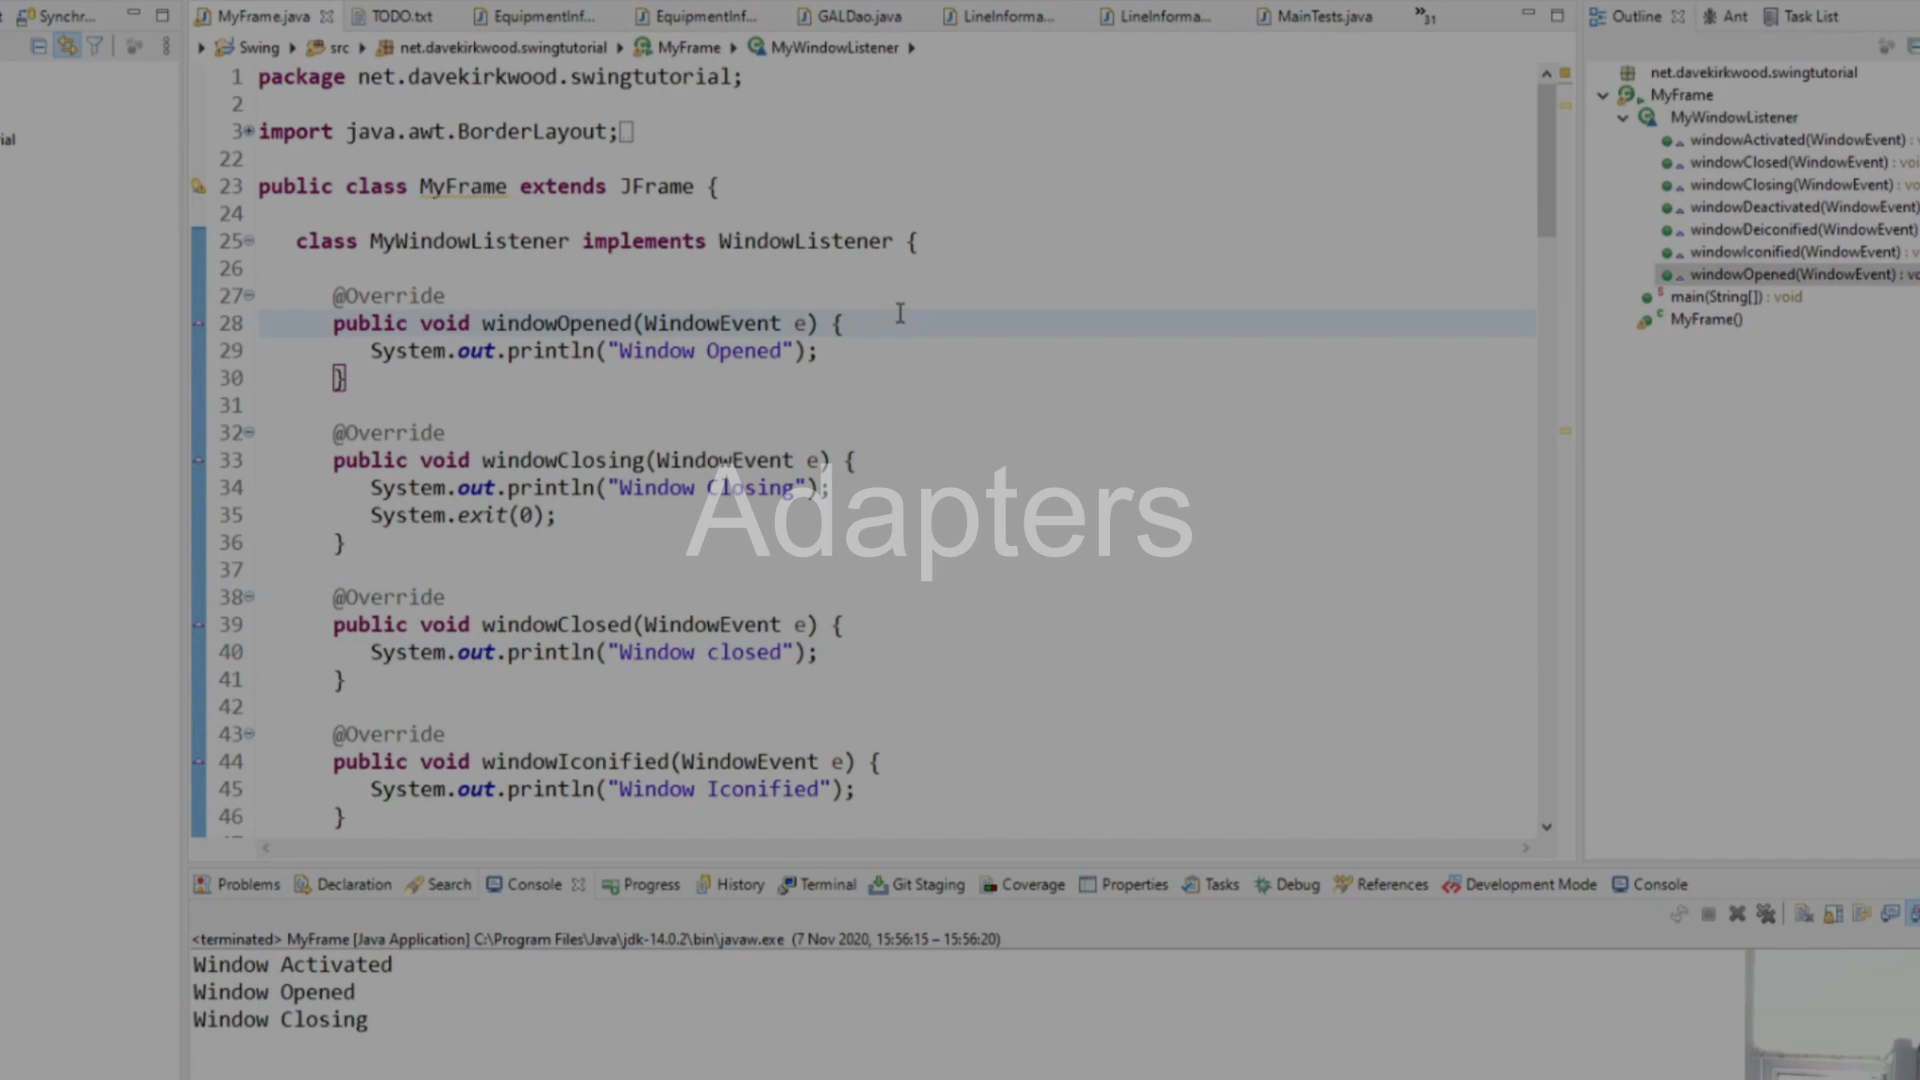 Synchr...
MyFrame.java TODO.txt EquipmentInf... EquipmentInf... GALDao.java LineInforma... LineInforma... MainTests.java »31
Outline Ant Task List
Swing src net.davekirkwood.swingtutorial MyFrame MyWindowListener
ial
1 package net.davekirkwood.swingtutorial;
2
3 import java.awt.BorderLayout;
22
23 public class MyFrame extends JFrame {
24
25 class MyWindowListener implements WindowListener {
26
27 @Override
28 public void windowOpened(WindowEvent e) {
29 System.out.println("Window Opened");
30 }
31
32 @Override
33 public void windowClosing(WindowEvent e) {
34 System.out.println("Window Closing");
35 System.exit(0);
36 }
37
38 @Override
39 public void windowClosed(WindowEvent e) {
40 System.out.println("Window closed");
41 }
42
43 @Override
44 public void windowIconified(WindowEvent e) {
45 System.out.println("Window Iconified");
46 }
Adapters
net.davekirkwood.swingtutorial
MyFrame
MyWindowListener
windowActivated(WindowEvent) :
windowClosed(WindowEvent) : voi
windowClosing(WindowEvent) : vo
windowDeactivated(WindowEvent)
windowDeiconified(WindowEvent)
windowIconified(WindowEvent) : v
windowOpened(WindowEvent) : vo
main(String[]) : void
MyFrame()
Problems Declaration Search Console Progress History Terminal Git Staging Coverage Properties Tasks Debug References Development Mode Console
<terminated> MyFrame [Java Application] C:\Program Files\Java\jdk-14.0.2\bin\javaw.exe (7 Nov 2020, 15:56:15 – 15:56:20)
Window Activated
Window Opened
Window Closing